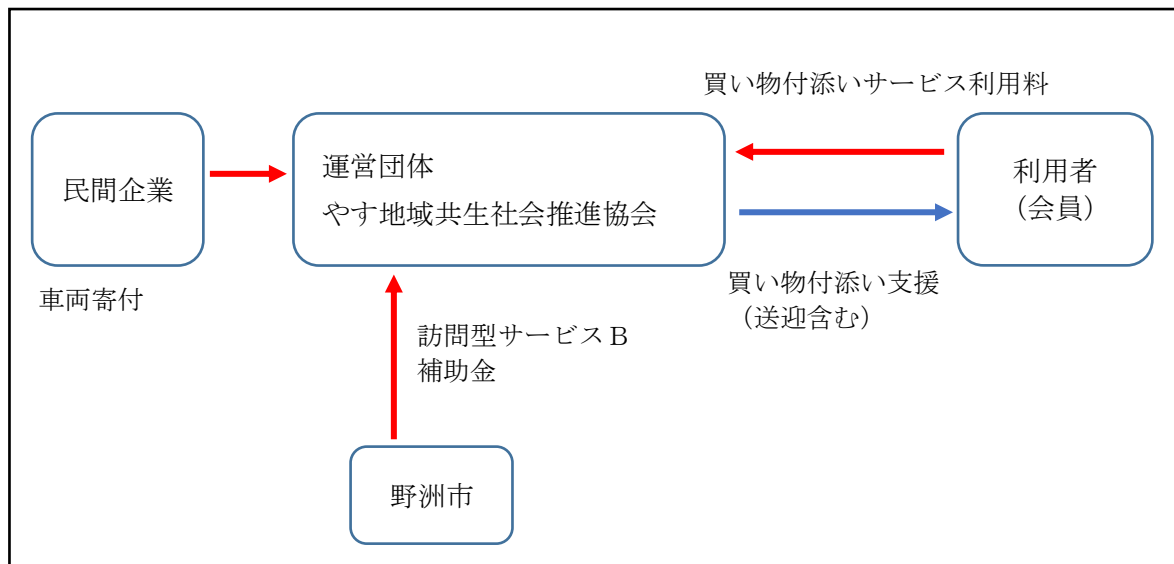 買い物付添いサービス利用料
民間企業
運営団体
やす地域共生社会推進協会
利用者
（会員）
車両寄付
買い物付添い支援
（送迎含む）
訪問型サービスＢ
補助金
野洲市